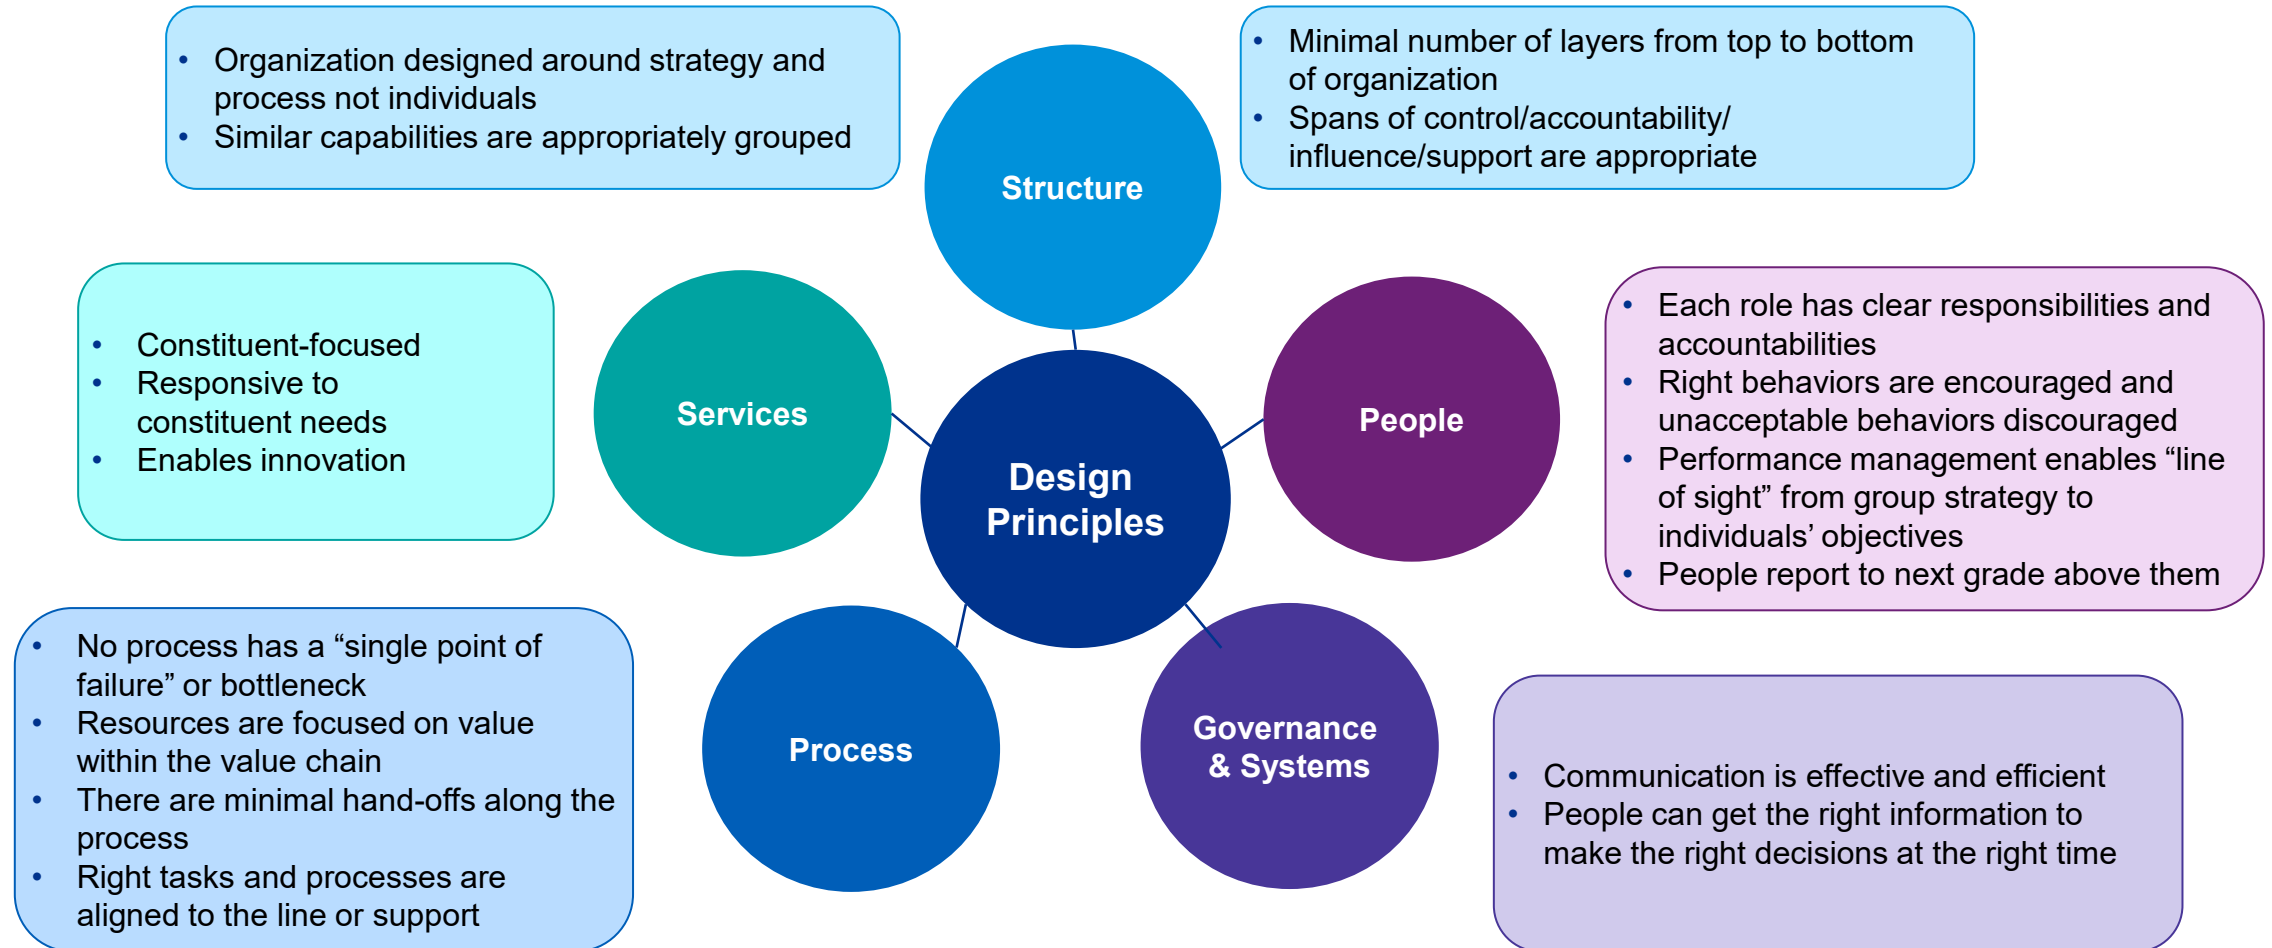 • Organization designed around strategy and
process not individuals
• Similar capabilities are appropriately grouped
• Minimal number of layers from top to bottom
of organization
• Spans of control/accountability/
influence/support are appropriate
Structure
• Constituent-focused
• Responsive to
constituent needs
• Enables innovation
Services
People
• Each role has clear responsibilities and
accountabilities
• Right behaviors are encouraged and
unacceptable behaviors discouraged
• Performance management enables “line
of sight” from group strategy to
individuals’ objectives
• People report to next grade above them
Design
Principles
• No process has a “single point of
failure” or bottleneck
• Resources are focused on value
within the value chain
• There are minimal hand-offs along the
process
• Right tasks and processes are
aligned to the line or support
Process
Governance
& Systems
• Communication is effective and efficient
• People can get the right information to
make the right decisions at the right time